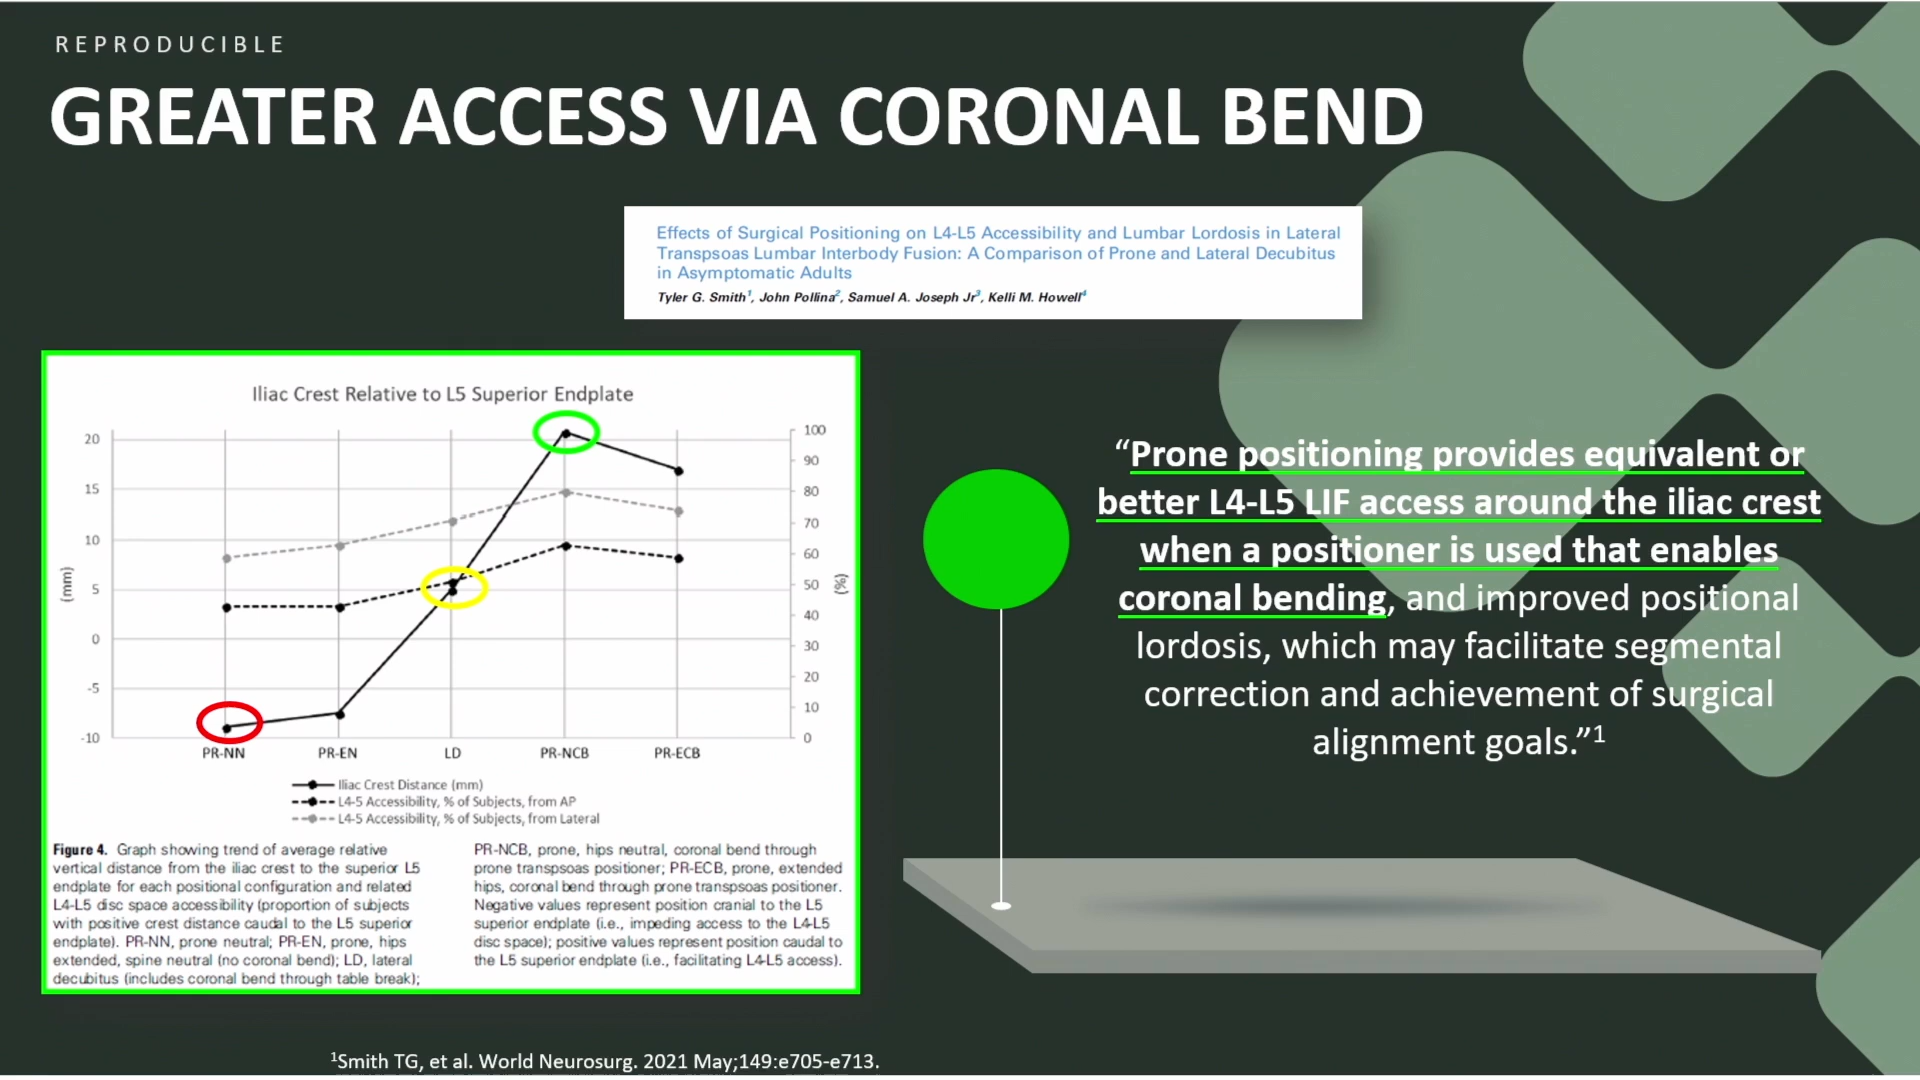 REPRODUCIBLE
GREATER ACCESS VIA CORONAL BEND
Effects of Surgical Positioning on L4-L5 Accessibility and Lumbar Lordosis in Lateral
Transpsoas Lumbar Interbody Fusion: A Comparison of Prone and Lateral Decubitus
in Asymptomatic Adults
Tyler G. Smith1, John Pollina2, Samuel A. Joseph Jr3, Kelli M. Howell4
Iliac Crest Relative to L5 Superior Endplate
20
15
10
5
0
-5
-10
(mm)
100
90
80
70
60
50
40
30
20
10
0
(%)
PR-NN PR-EN LD PR-NCB PR-ECB
Iliac Crest Distance (mm)
L4-5 Accessibility, % of Subjects, from AP
L4-5 Accessibility, % of Subjects, from Lateral
Figure 4. Graph showing trend of average relative
vertical distance from the iliac crest to the superior L5
endplate for each positional configuration and related
L4-L5 disc space accessibility (proportion of subjects
with positive crest distance caudal to the L5 superior
endplate). PR-NN, prone neutral; PR-EN, prone, hips
extended, spine neutral (no coronal bend); LD, lateral
decubitus (includes coronal bend through table break);
PR-NCB, prone, hips neutral, coronal bend through
prone transpsoas positioner; PR-ECB, prone, extended
hips, coronal bend through prone transpsoas positioner.
Negative values represent position cranial to the L5
superior endplate (i.e., impeding access to the L4-L5
disc space); positive values represent position caudal to
the L5 superior endplate (i.e., facilitating L4-L5 access).
“Prone positioning provides equivalent or
better L4-L5 LIF access around the iliac crest
when a positioner is used that enables
coronal bending, and improved positional
lordosis, which may facilitate segmental
correction and achievement of surgical
alignment goals.”1
1Smith TG, et al. World Neurosurg. 2021 May;149:e705-e713.